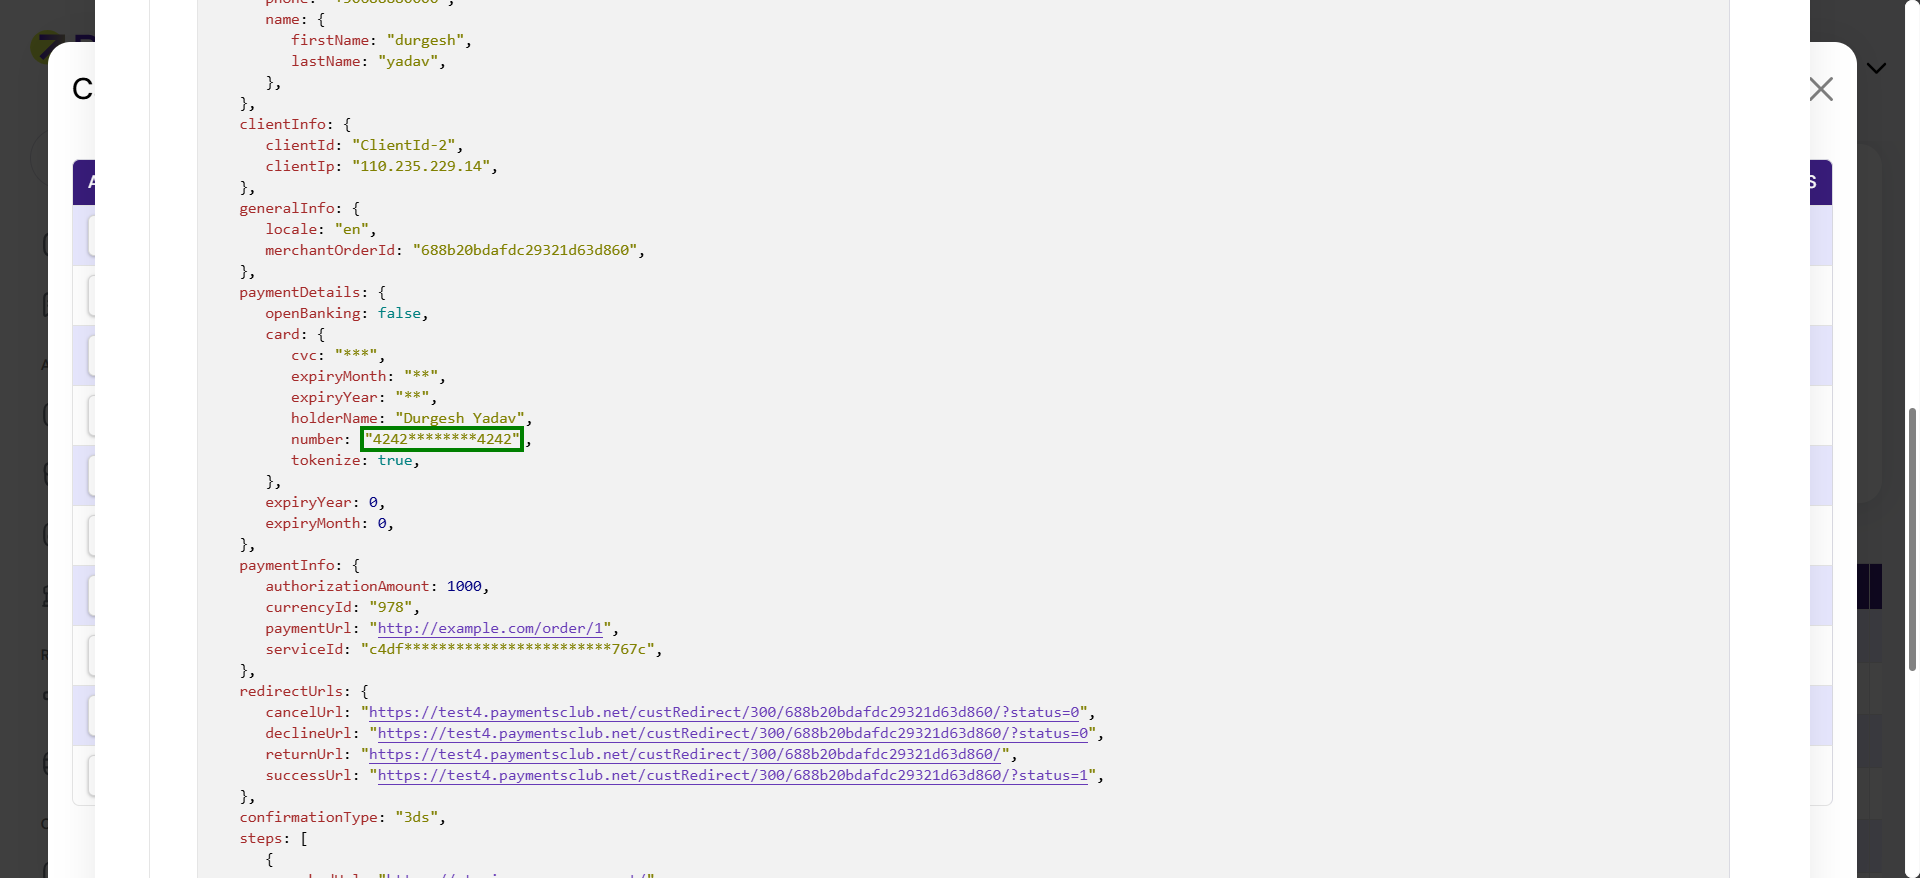 name: {
firstName: "durgesh",
lastName: "yadav",
},
},
clientInfo: {
clientId: "ClientId-2",
clientIp: "110.235.229.14",
},
generalInfo: {
locale: "en",
merchantOrderId: "688b20bdafdc29321d63d860",
},
paymentDetails: {
openBanking: false,
card: {
cvc: "***",
expiryMonth: "**",
expiryYear: "**",
holderName: "Durgesh Yadav",
number: "4242********4242",
tokenize: true,
},
expiryYear: 0,
expiryMonth: 0,
},
paymentInfo: {
authorizationAmount: 1000,
currencyId: "978",
paymentUrl: "http://example.com/order/1",
serviceId: "c4df************************767c",
},
redirectUrls: {
cancelUrl: "https://test4.paymentsclub.net/custRedirect/300/688b20bdafdc29321d63d860/?status=0",
declineUrl: "https://test4.paymentsclub.net/custRedirect/300/688b20bdafdc29321d63d860/?status=0",
returnUrl: "https://test4.paymentsclub.net/custRedirect/300/688b20bdafdc29321d63d860/",
successUrl: "https://test4.paymentsclub.net/custRedirect/300/688b20bdafdc29321d63d860/?status=1",
},
confirmationType: "3ds",
steps: [
{